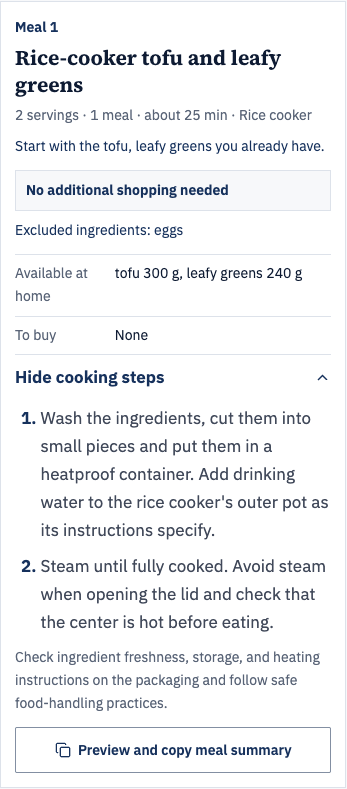 Meal 1
Rice-cooker tofu and leafy
greens
2 servings · 1 meal · about 25 min · Rice cooker
Start with the tofu, leafy greens you already have.
No additional shopping needed
Excluded ingredients: eggs
Available at home
tofu 300 g, leafy greens 240 g
To buy
None
Hide cooking steps
1. Wash the ingredients, cut them into
small pieces and put them in a
heatproof container. Add drinking
water to the rice cooker's outer pot as
its instructions specify.
2. Steam until fully cooked. Avoid steam
when opening the lid and check that
the center is hot before eating.
Check ingredient freshness, storage, and heating
instructions on the packaging and follow safe
food-handling practices.
Preview and copy meal summary